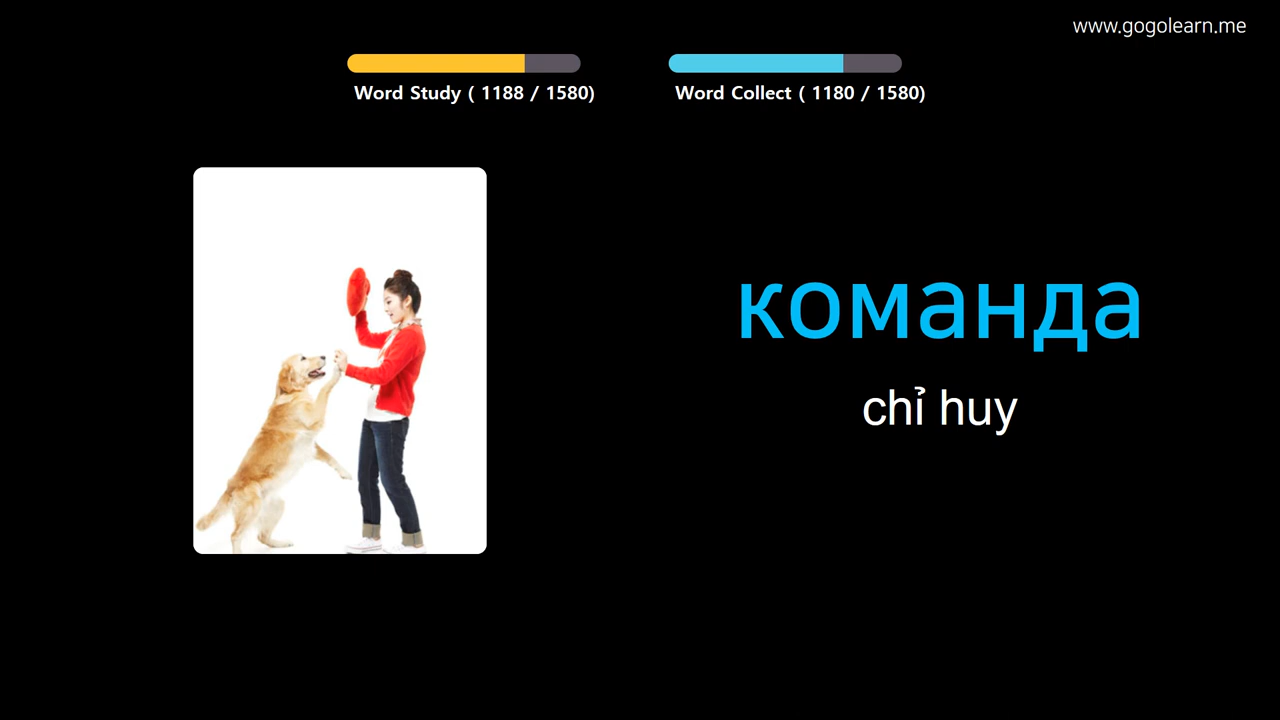 www.gogolearn.me
Word Study ( 1188 / 1580)
Word Collect ( 1180 / 1580)
команда
chỉ huy